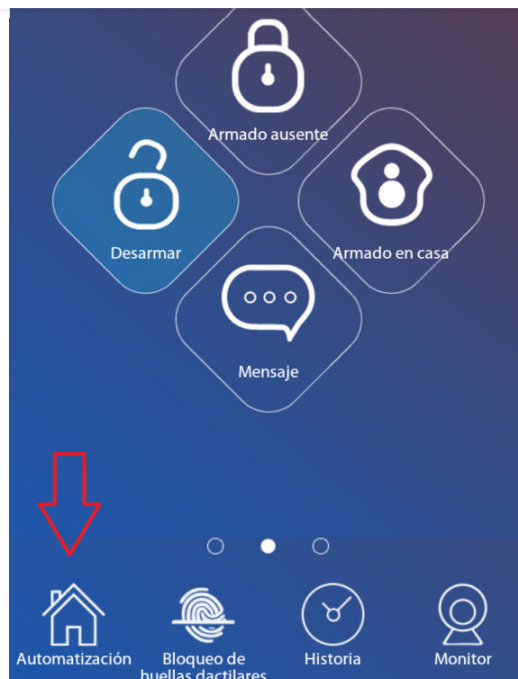 Armado ausente
Desarmar
Armado en casa
Mensaje
Automatización
Bloqueo de
huellas dactilares
Historia
Monitor